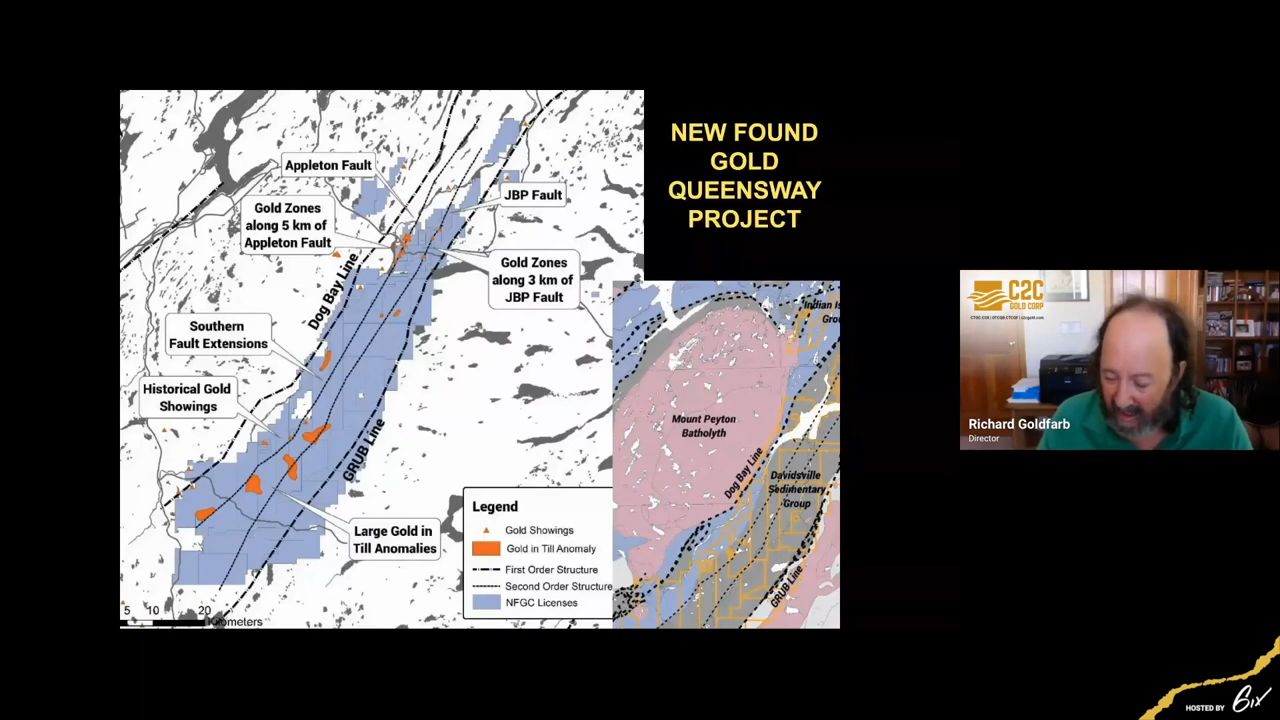 NEW FOUND
GOLD
QUEENSWAY
PROJECT
Appleton Fault
JBP Fault
Gold Zones
along 5 km of
Appleton Fault
Gold Zones
along 3 km of
JBP Fault
Dog Bay Line
Southern
Fault Extensions
Historical Gold
Showings
GRUB Line
Large Gold in
Till Anomalies
Legend
Gold Showings
Gold in Till Anomaly
First Order Structure
Second Order Structure
NFGC Licenses
5 10 20
Kilometers
Indian Is
Grou
Mount Peyton
Batholyth
Dog Bay Line
Davidsville
Sedimentary
Group
GRUB Line
C2C
GOLD CORP
Richard Goldfarb
Director
HOSTED BY 6ix